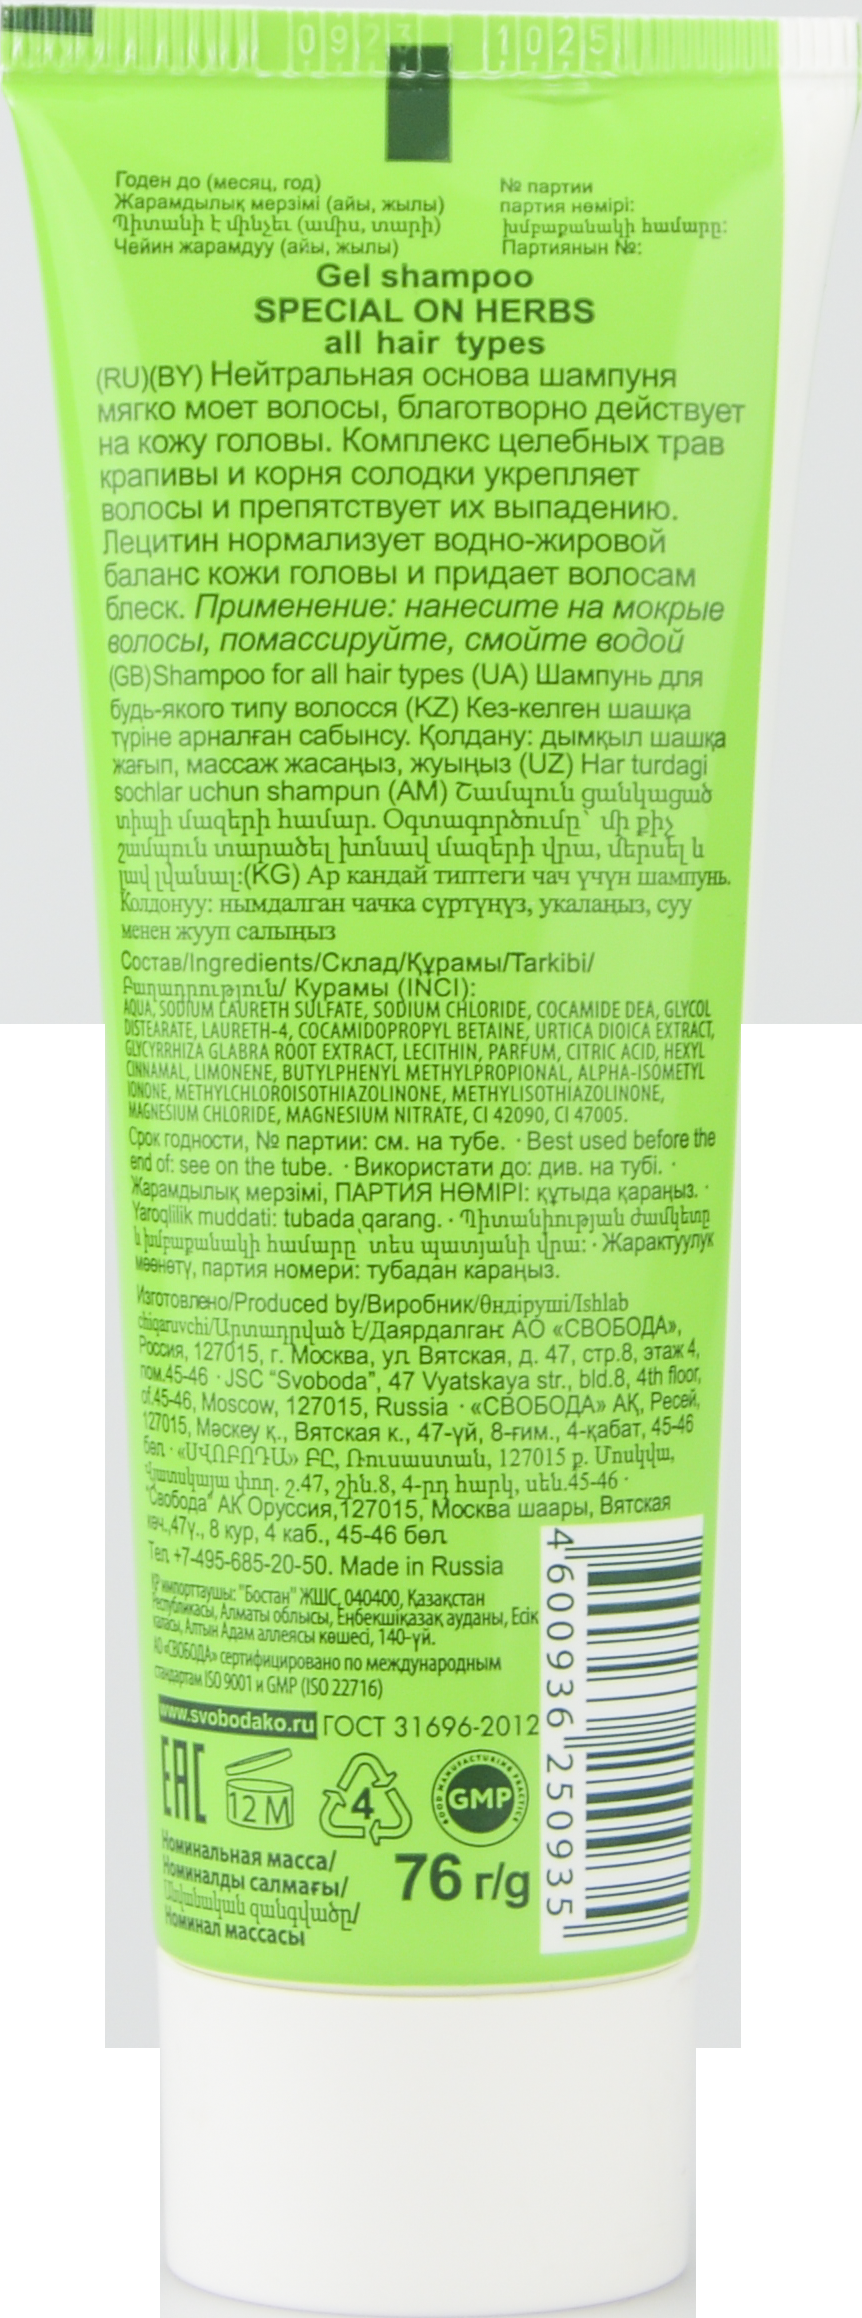 0923 1025
Годен до (месяц, год)
Жарамдылық мерзімі (айы, жылы)
Պիտանի է մինչեւ (ամիս, տարի)
Чейин жарамдуу (айы, жылы)
№ партии
партия нөмірі:
խմբաքանակի համարը:
Партиянын №:
Gel shampoo
SPECIAL ON HERBS
all hair types
(RU)(BY) Нейтральная основа шампуня
мягко моет волосы, благотворно действует
на кожу головы. Комплекс целебных трав
крапивы и корня солодки укрепляет
волосы и препятствует их выпадению.
Лецитин нормализует водно-жировой
баланс кожи головы и придает волосам
блеск. Применение: нанесите на мокрые
волосы, помассируйте, смойте водой
(GB)Shampoo for all hair types (UA) Шампунь для
будь-якого типу волосся (KZ) Кез-келген шашқа
түріне арналған сабынсу. Қолдану: дымқыл шашқа
жағып, массаж жасаңыз, жуыңыз (UZ) Har turdagi
sochlar uchun shampun (AM) Շամպուն ցանկացած
տիպի մազերի համար. Օգտագործումը՝ մի քիչ
շամպուն տարածել խոնավ մազերի վրա, մերսել և
լավ լվանալ:(KG) Ар кандай типтеги чач үчүн шампунь.
Колдонуу: нымдалган чачка сүртүңүз, укалаңыз, суу
менен жууп салыңыз
Состав/Ingredients/Склад/Құрамы/Tarkibi/
Բաղադրություն/ Курамы (INCI):
AQUA, SODIUM LAURETH SULFATE, SODIUM CHLORIDE, COCAMIDE DEA, GLYCOL
DISTEARATE, LAURETH-4, COCAMIDOPROPYL BETAINE, URTICA DIOICA EXTRACT,
GLYCYRRHIZA GLABRA ROOT EXTRACT, LECITHIN, PARFUM, CITRIC ACID, HEXYL
CINNAMAL, LIMONENE, BUTYLPHENYL METHYLPROPIONAL, ALPHA-ISOMETYL
IONONE, METHYLCHLOROISOTHIAZOLINONE, METHYLISOTHIAZOLINONE,
MAGNESIUM CHLORIDE, MAGNESIUM NITRATE, CI 42090, CI 47005.
Срок годности, № партии: см. на тубе. · Best used before the
end of: see on the tube. · Використати до: див. на тубі. ·
Жарамдылық мерзімі, ПАРТИЯ НӨМІРІ: құтыда қараңыз. ·
Yaroqlilik muddati: tubada qarang. · Պիտանիության ժամկետը
և խմբաքանակի համարը՝ տես պատյանի վրա: · Жарактуулук
мөөнөтү, партия номери: тубадан караңыз.
Изготовлено/Produced by/Виробник/Өндіруші/Ishlab
chiqaruvchi/Արտադրված է/Даярдалган: АО «СВОБОДА»,
Россия, 127015, г. Москва, ул. Вятская, д. 47, стр.8, этаж 4,
пом.45-46 · JSC "Svoboda", 47 Vyatskaya str., bld.8, 4th floor,
of.45-46, Moscow, 127015, Russia · «СВОБОДА» АҚ, Ресей,
127015, Мәскеу қ., Вятская к., 47-үй, 8-ғим., 4-қабат, 45-46
бөл · «ՍՎՈԲՈԴԱ» ԲԸ, Ռուսաստան, 127015 ք. Մոսկվա,
Վյատսկայա փող. շ.47, շին.8, 4-րդ հարկ, սեն.45-46 ·
"Свобода" АК Оруссия,127015, Москва шаары, Вятская
көч.,47ү., 8 кур, 4 каб., 45-46 бөл
Тел. +7-495-685-20-50. Made in Russia
ҚР импорттаушы: "Бостан" ЖШС, 040400, Қазақстан
Республикасы, Алматы облысы, Еңбекшіқазақ ауданы, Есік
қаласы, Алтын Адам аллеясы көшесі, 140-үй.
АО «СВОБОДА» сертифицировано по международным
стандартам ISO 9001 и GMP (ISO 22716)
www.svobodako.ru ГОСТ 31696-2012
EAC 12 M 4 GOOD MANUFACTURING PRACTICE GMP
Номинальная масса/
Номиналды салмағы/
Անվանական զանգվածը/
Номинал массасы
76 г/g
4 600936 250935